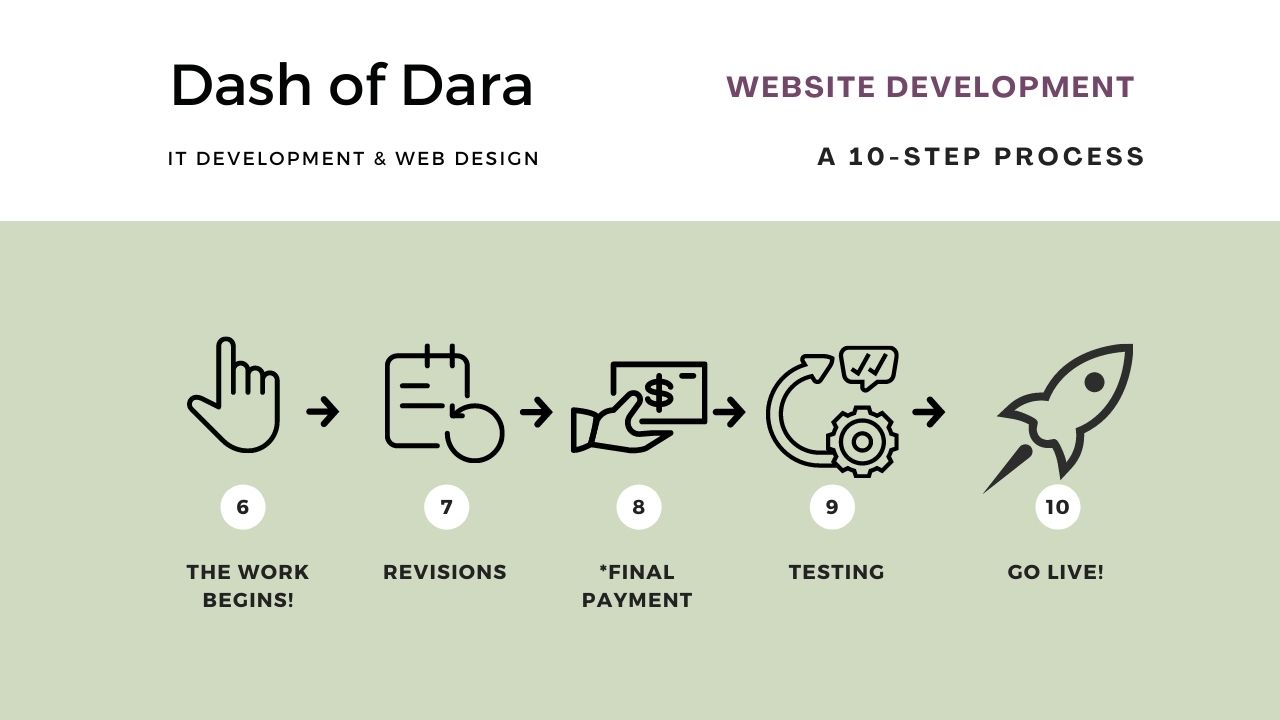 Dash of Dara
IT DEVELOPMENT & WEB DESIGN
WEBSITE DEVELOPMENT
A 10-STEP PROCESS
$
6
THE WORK
BEGINS!
7
REVISIONS
8
*FINAL
PAYMENT
9
TESTING
10
GO LIVE!